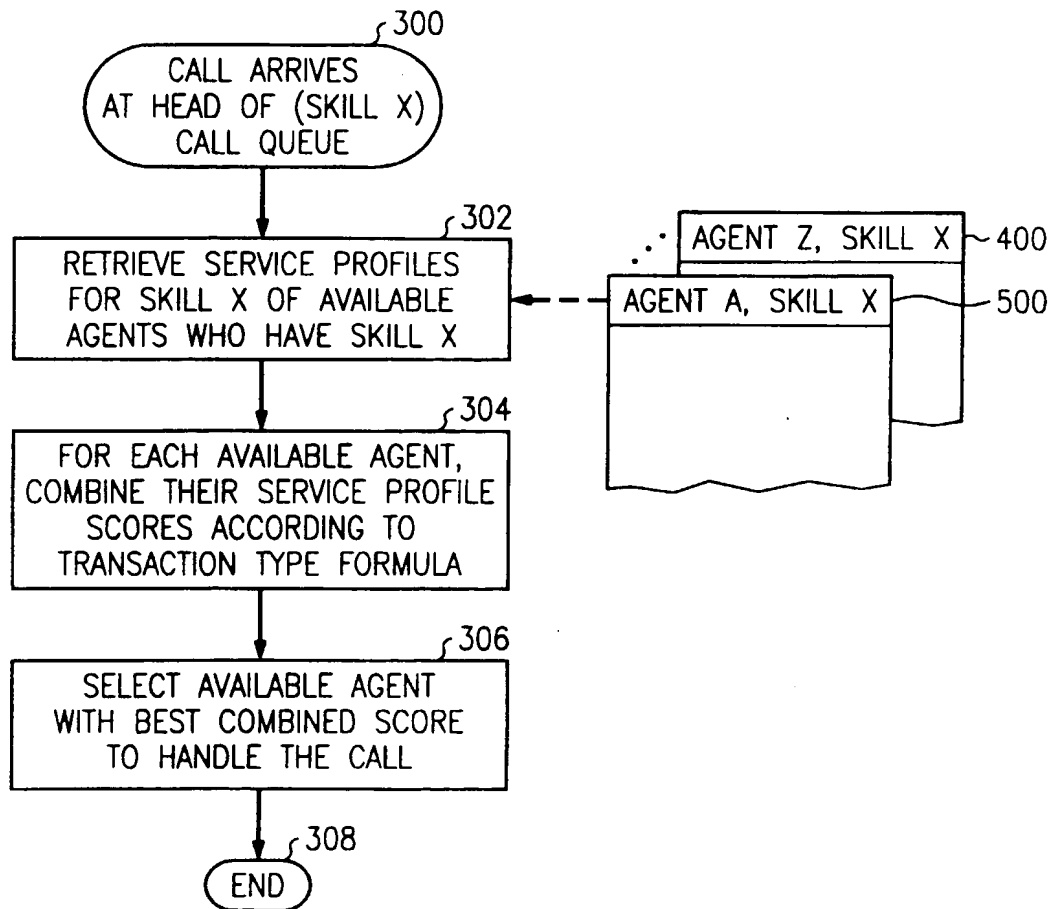 300
CALL ARRIVES
AT HEAD OF (SKILL X)
CALL QUEUE
302
RETRIEVE SERVICE PROFILES
FOR SKILL X OF AVAILABLE
AGENTS WHO HAVE SKILL X
AGENT Z, SKILL X
400
AGENT A, SKILL X
500
304
FOR EACH AVAILABLE AGENT,
COMBINE THEIR SERVICE PROFILE
SCORES ACCORDING TO
TRANSACTION TYPE FORMULA
306
SELECT AVAILABLE AGENT
WITH BEST COMBINED SCORE
TO HANDLE THE CALL
308
END